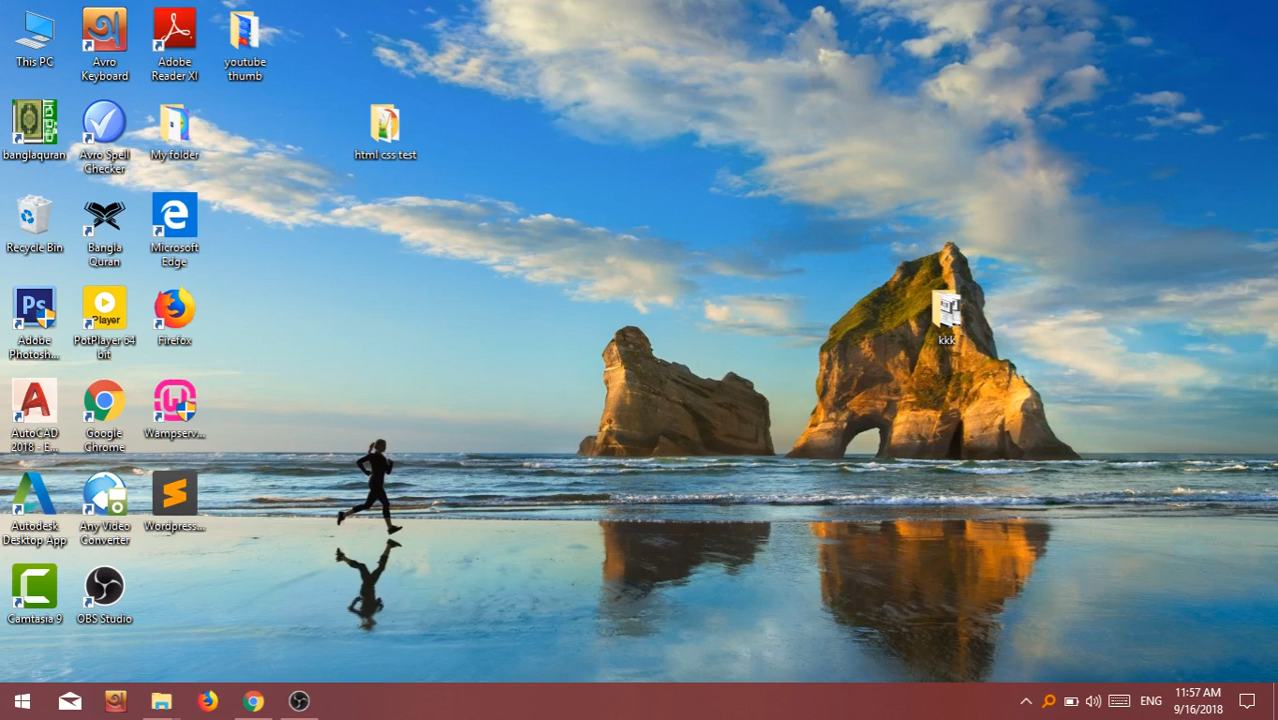 This PC
Avro
Keyboard
Adobe
Reader XI
youtube
thumb
banglaquran
Avro Spell
Checker
My folder
html css test
Recycle Bin
Bangla
Quran
Microsoft
Edge
Ps
Adobe
Photosh...
Player
PotPlayer 64
bit
Firefox
kkk
AutoCAD
2018 - E...
Google
Chrome
Wampserv...
Autodesk
Desktop App
Any Video
Converter
Wordpress...
Camtasia 9
OBS Studio
ENG
11:57 AM
9/16/2018